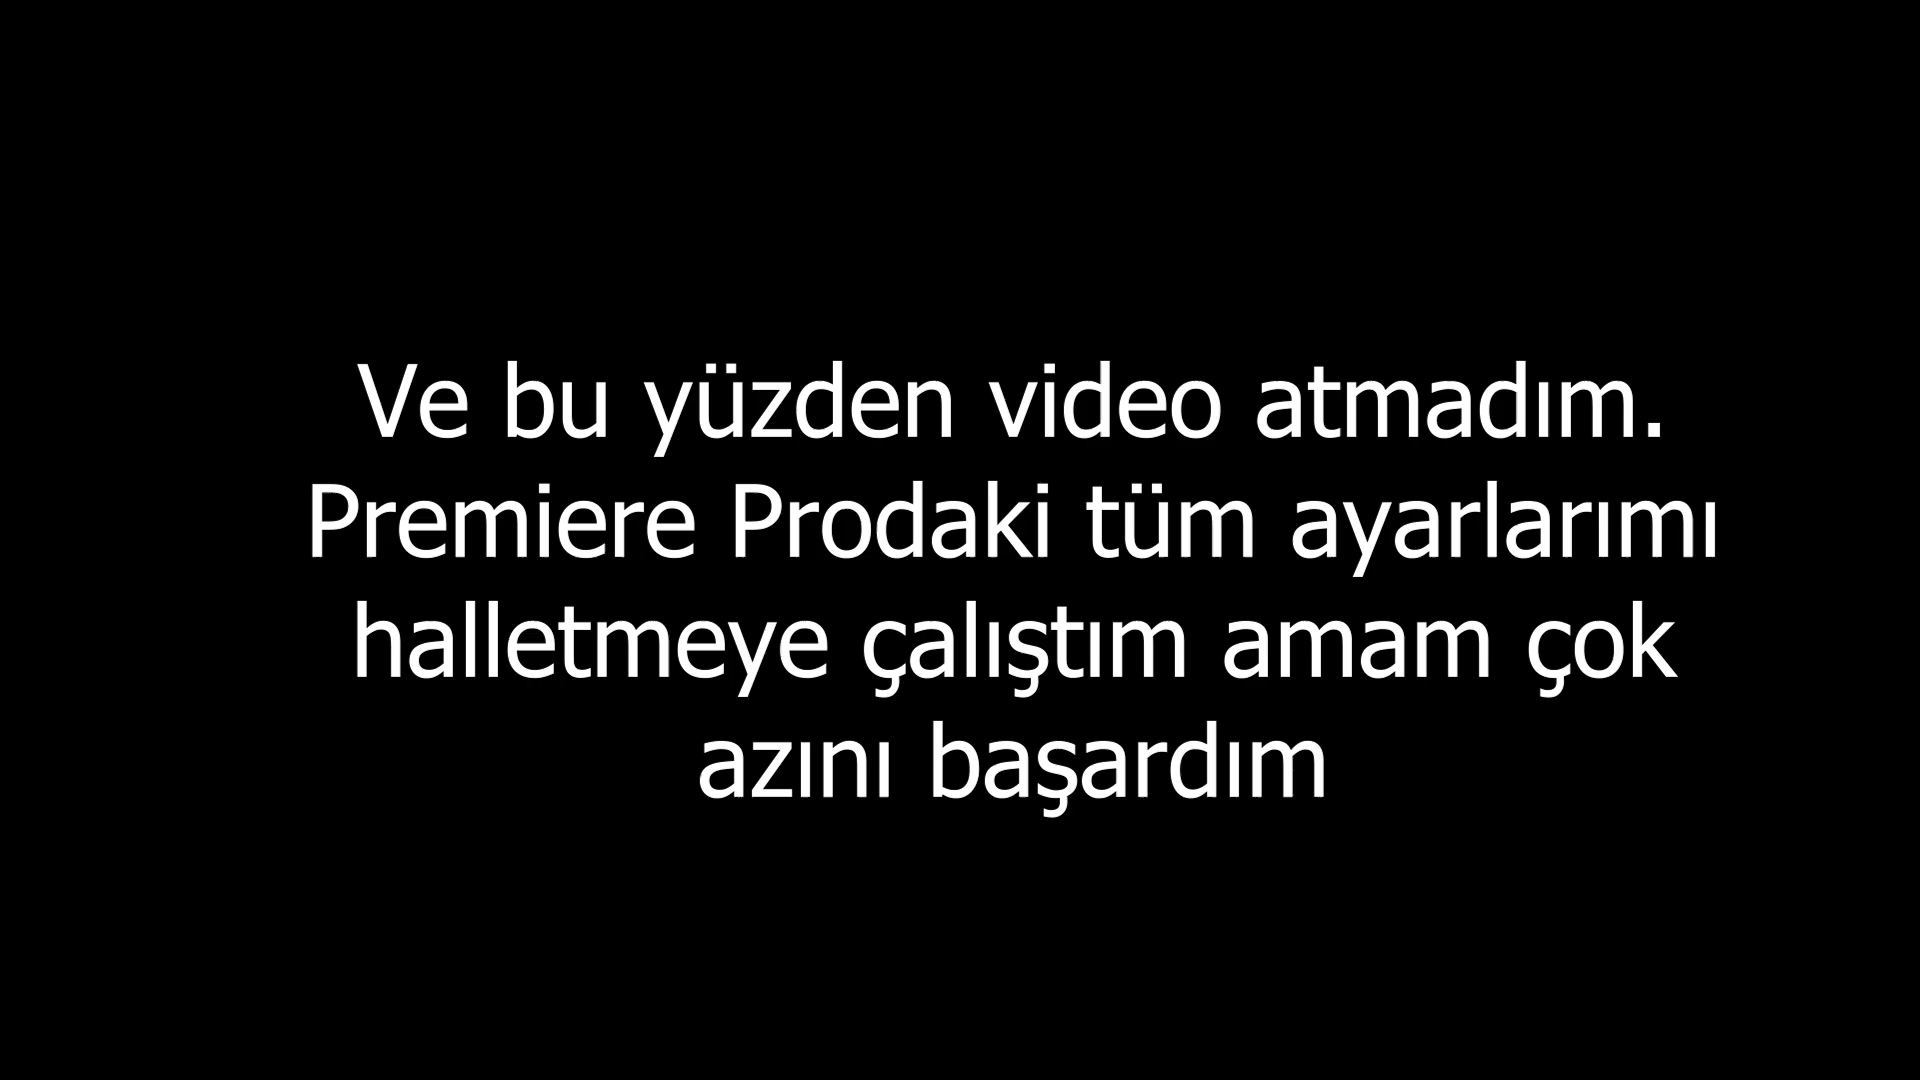 Ve bu yüzden video atmadım.
Premiere Prodaki tüm ayarlarımı
halletmeye çalıştım amam çok
azını başardım